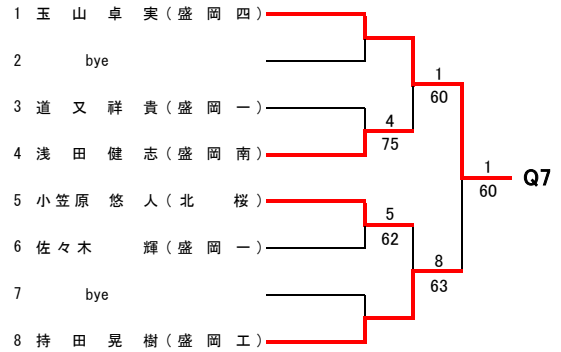 1 玉山卓実(盛岡四)
2 bye
1
60
3 道又祥貴(盛岡一)
4
75
4 浅田健志(盛岡南)
1
60
Q7
5 小笠原悠人(北桜)
5
62
6 佐々木輝(盛岡一)
8
63
7 bye
8 持田晃樹(盛岡工)